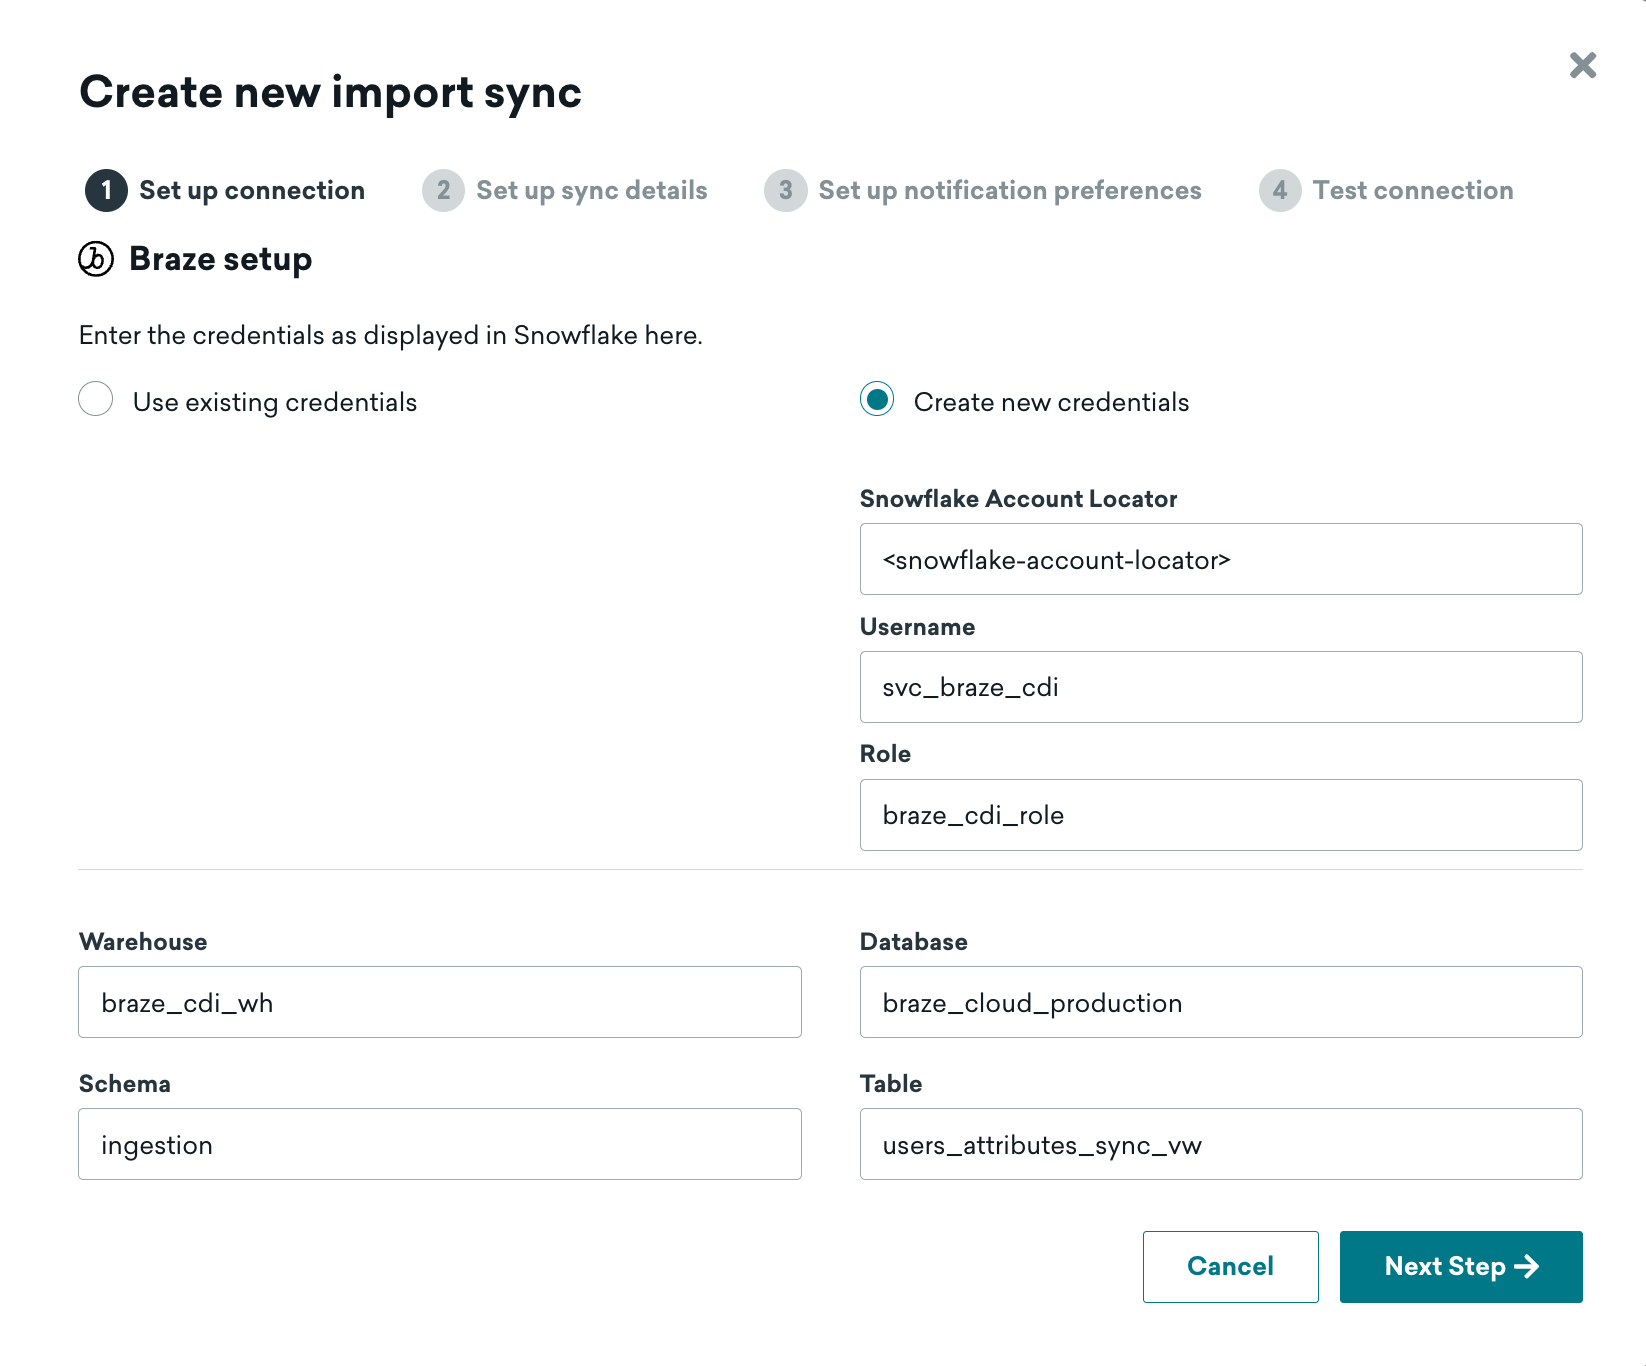 Create new import sync
1 Set up connection 2 Set up sync details 3 Set up notification preferences 4 Test connection
Braze setup
Enter the credentials as displayed in Snowflake here.
Use existing credentials Create new credentials
Snowflake Account Locator
<snowflake-account-locator>
Username
svc_braze_cdi
Role
braze_cdi_role
Warehouse Database
braze_cdi_wh braze_cloud_production
Schema Table
ingestion users_attributes_sync_vw
Cancel Next Step →